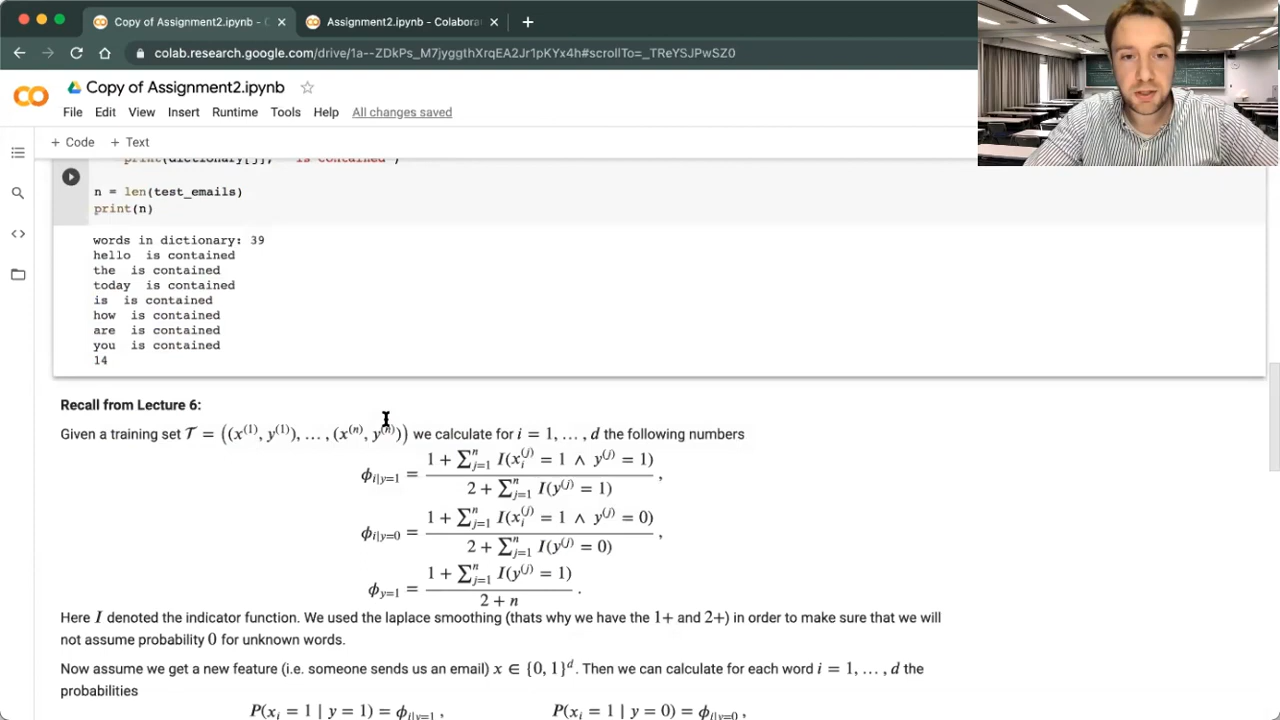 Copy of Assignment2.ipynb - C
Assignment2.ipynb - Colabora
colab.research.google.com/drive/1a--ZDkPs_M7jyggthXrqEA2Jr1pKYx4h#scrollTo=_TReYSJPwSZ0
Copy of Assignment2.ipynb
File Edit View Insert Runtime Tools Help All changes saved
+ Code + Text
print(dictionary[j], "is contained")
n = len(test_emails)
print(n)
words in dictionary: 39
hello is contained
the is contained
today is contained
is is contained
how is contained
are is contained
you is contained
14
Recall from Lecture 6:
Given a training set 𝒯 = ((x^(1), y^(1)), … , (x^(n), y^(n))) we calculate for i = 1, … , d the following numbers
ϕ_{i|y=1} = (1 + ∑_{j=1}^{n} I(x_i^{(j)} = 1 ∧ y^{(j)} = 1)) / (2 + ∑_{j=1}^{n} I(y^{(j)} = 1)) ,
ϕ_{i|y=0} = (1 + ∑_{j=1}^{n} I(x_i^{(j)} = 1 ∧ y^{(j)} = 0)) / (2 + ∑_{j=1}^{n} I(y^{(j)} = 0)) ,
ϕ_{y=1} = (1 + ∑_{j=1}^{n} I(y^{(j)} = 1)) / (2 + n) .
Here I denoted the indicator function. We used the laplace smoothing (thats why we have the 1+ and 2+) in order to make sure that we will
not assume probability 0 for unknown words.
Now assume we get a new feature (i.e. someone sends us an email) x ∈ {0, 1}^d. Then we can calculate for each word i = 1, … , d the
probabilities
P(x_i = 1 | y = 1) = ϕ_{i|y=1} , P(x_i = 1 | y = 0) = ϕ_{i|y=0} ,